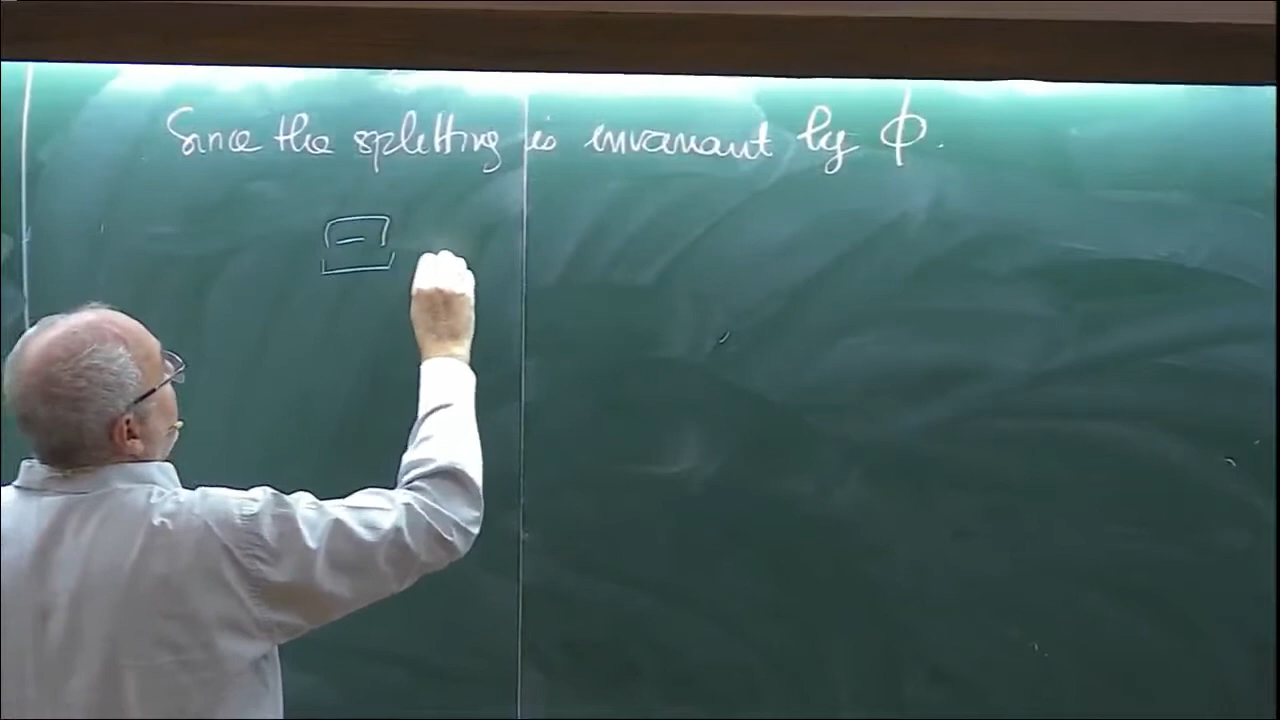 Since the splitting is invariant by ϕ.
Ξ